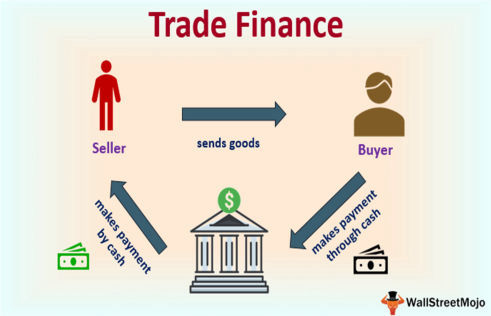 Trade Finance
Seller
sends goods
Buyer
makes payment
by cash
$
makes payment
through cash
WallStreetMojo